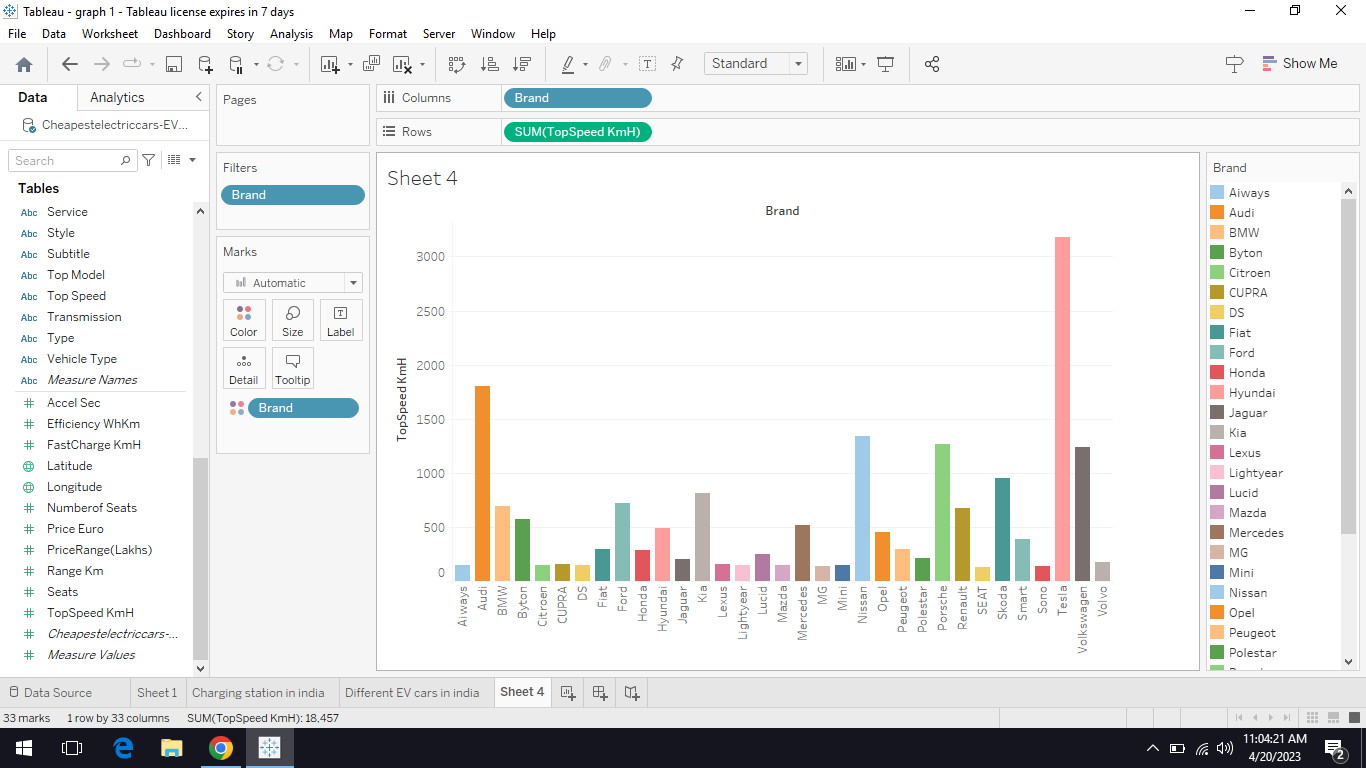 Tableau - graph 1 - Tableau license expires in 7 days
File Data Worksheet Dashboard Story Analysis Map Format Server Window Help
Standard
Show Me
Data Analytics
Cheapestelectriccars-EV...
Search
Tables
Abc Service
Abc Style
Abc Subtitle
Abc Top Model
Abc Top Speed
Abc Transmission
Abc Type
Abc Vehicle Type
Abc Measure Names
# Accel Sec
# Efficiency WhKm
# FastCharge KmH
Latitude
Longitude
# Numberof Seats
# Price Euro
# PriceRange(Lakhs)
# Range Km
# Seats
# TopSpeed KmH
# Cheapestelectriccars-...
# Measure Values
Pages
Filters
Brand
Marks
Automatic
Color Size Label
Detail Tooltip
Brand
Columns Brand
Rows SUM(TopSpeed KmH)
Sheet 4
Brand
TopSpeed KmH
3000
2500
2000
1500
1000
500
0
Aiways
Audi
BMW
Byton
Citroen
CUPRA
DS
Fiat
Ford
Honda
Hyundai
Jaguar
Kia
Lexus
Lightyear
Lucid
Mazda
Mercedes
MG
Mini
Nissan
Opel
Peugeot
Polestar
Porsche
Renault
SEAT
Skoda
Smart
Sono
Tesla
Volkswagen
Volvo
Brand
Aiways
Audi
BMW
Byton
Citroen
CUPRA
DS
Fiat
Ford
Honda
Hyundai
Jaguar
Kia
Lexus
Lightyear
Lucid
Mazda
Mercedes
MG
Mini
Nissan
Opel
Peugeot
Polestar
Data Source Sheet 1 Charging station in india Different EV cars in india Sheet 4
33 marks 1 row by 33 columns SUM(TopSpeed KmH): 18,457
11:04:21 AM
4/20/2023
2